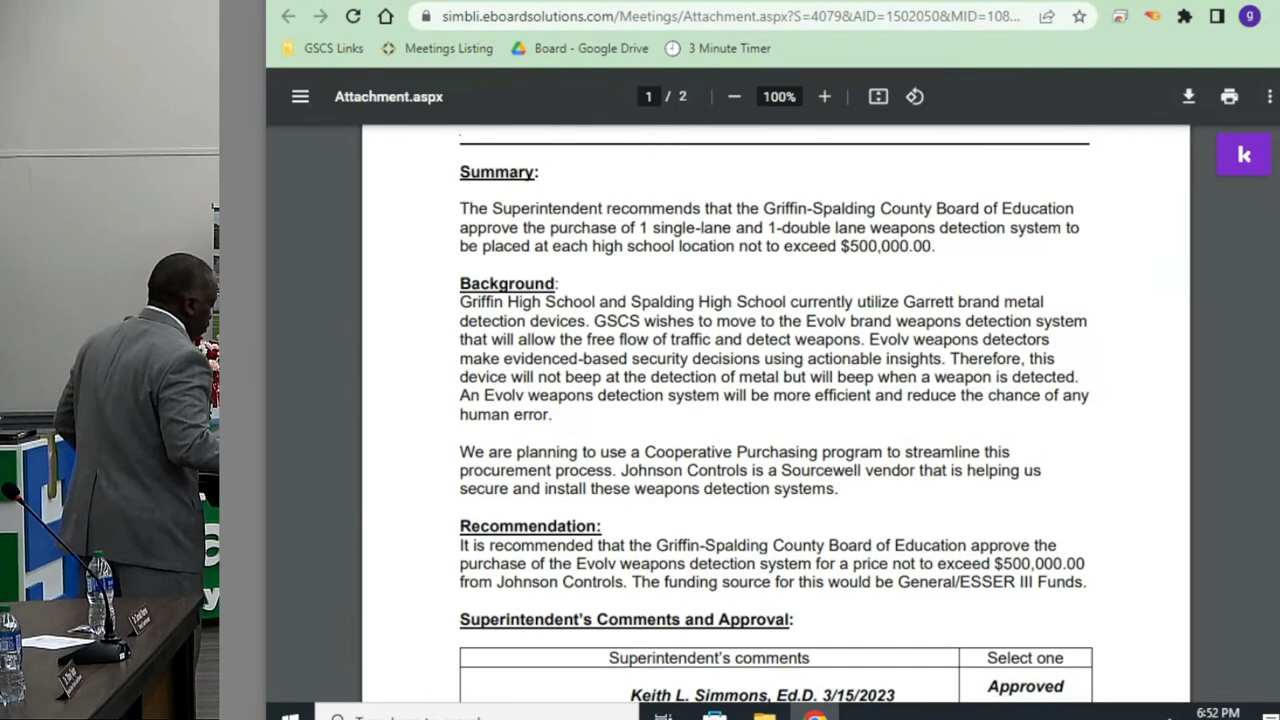 simbli.eboardsolutions.com/Meetings/Attachment.aspx?S=4079&AID=1502050&MID=108...
g
GSCS Links
Meetings Listing
Board - Google Drive
3 Minute Timer
Attachment.aspx
1 / 2
100%
k
Summary:
The Superintendent recommends that the Griffin-Spalding County Board of Education
approve the purchase of 1 single-lane and 1-double lane weapons detection system to
be placed at each high school location not to exceed $500,000.00.
Background:
Griffin High School and Spalding High School currently utilize Garrett brand metal
detection devices. GSCS wishes to move to the Evolv brand weapons detection system
that will allow the free flow of traffic and detect weapons. Evolv weapons detectors
make evidenced-based security decisions using actionable insights. Therefore, this
device will not beep at the detection of metal but will beep when a weapon is detected.
An Evolv weapons detection system will be more efficient and reduce the chance of any
human error.
We are planning to use a Cooperative Purchasing program to streamline this
procurement process. Johnson Controls is a Sourcewell vendor that is helping us
secure and install these weapons detection systems.
Recommendation:
It is recommended that the Griffin-Spalding County Board of Education approve the
purchase of the Evolv weapons detection system for a price not to exceed $500,000.00
from Johnson Controls. The funding source for this would be General/ESSER III Funds.
Superintendent's Comments and Approval:
Superintendent's comments
Select one
Keith L. Simmons, Ed.D. 3/15/2023
Approved
6:52 PM